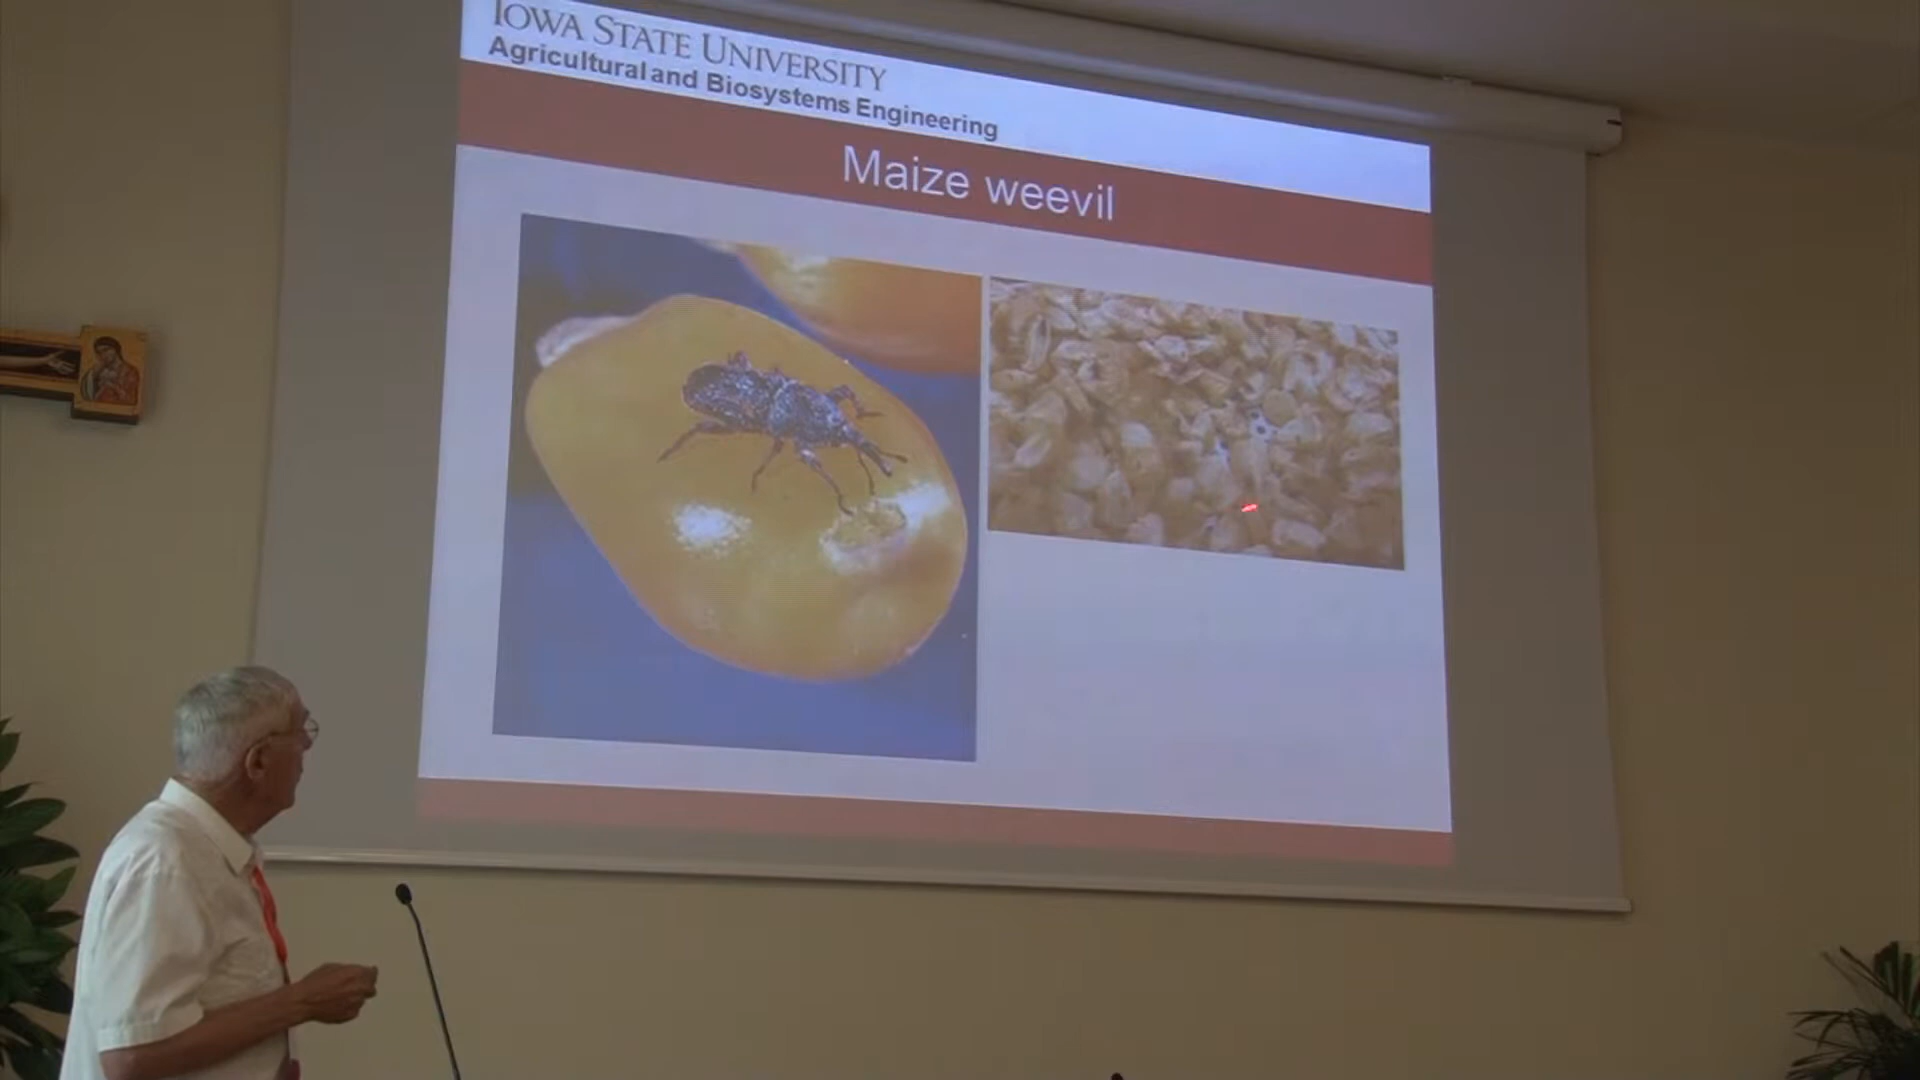 IOWA STATE UNIVERSITY
Agricultural and Biosystems Engineering
Maize weevil